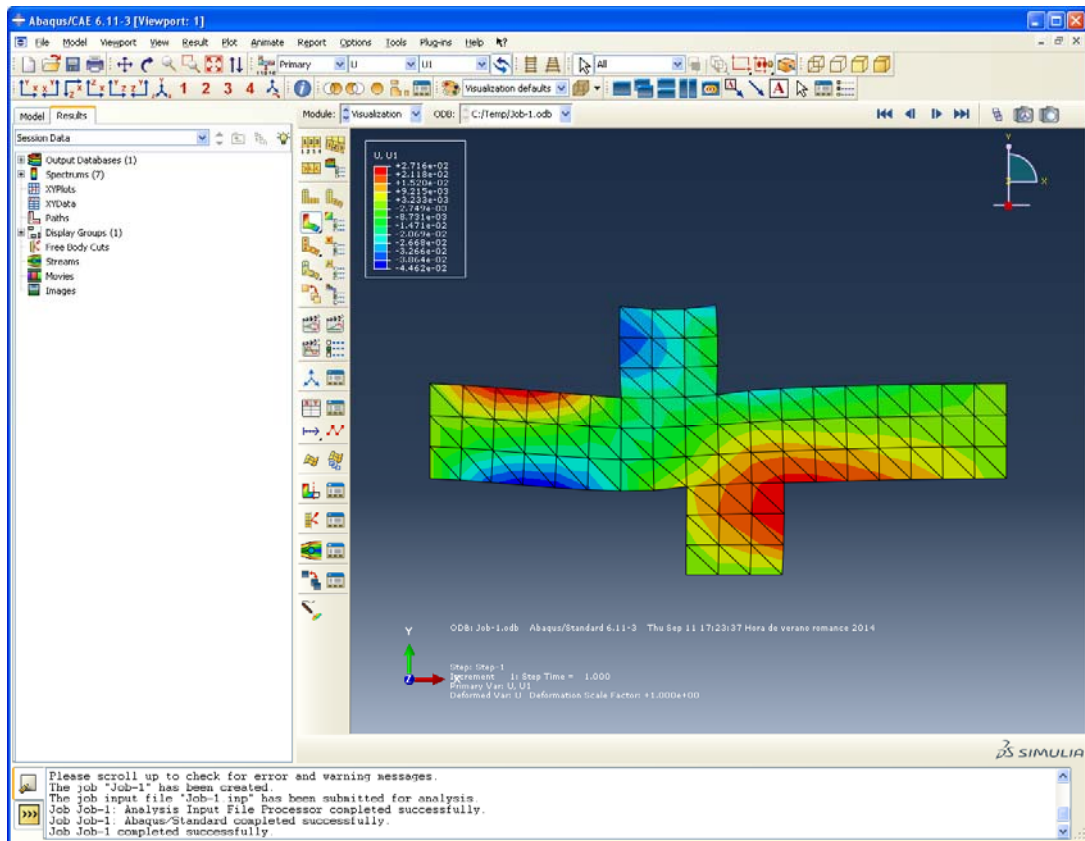 Abaqus/CAE 6.11-3 [Viewport: 1]
File Model Viewport View Result Plot Animate Report Options Tools Plug-ins Help
Primary U U1 All
1 2 3 4 Visualization defaults A
Model Results Module: Visualization ODB: C:/Temp/Job-1.odb
Session Data
Output Databases (1)
Spectrums (7)
XYPlots
XYData
Paths
Display Groups (1)
Free Body Cuts
Streams
Movies
Images
U, U1
+2.716e-02
+2.118e-02
+1.520e-02
+9.215e-03
+3.233e-03
-2.749e-03
-8.731e-03
-1.471e-02
-2.069e-02
-2.668e-02
-3.266e-02
-3.864e-02
-4.462e-02
Y
X
Z
ODB: Job-1.odb Abaqus/Standard 6.11-3 Thu Sep 11 17:23:37 Hora de verano romance 2014
Y
X
Z
Step: Step-1
Increment 1: Step Time = 1.000
Primary Var: U, U1
Deformed Var: U Deformation Scale Factor: +1.000e+00
SIMULIA
Please scroll up to check for error and warning messages.
The job "Job-1" has been created.
The job input file "Job-1.inp" has been submitted for analysis.
Job Job-1: Analysis Input File Processor completed successfully.
Job Job-1: Abaqus/Standard completed successfully.
Job Job-1 completed successfully.